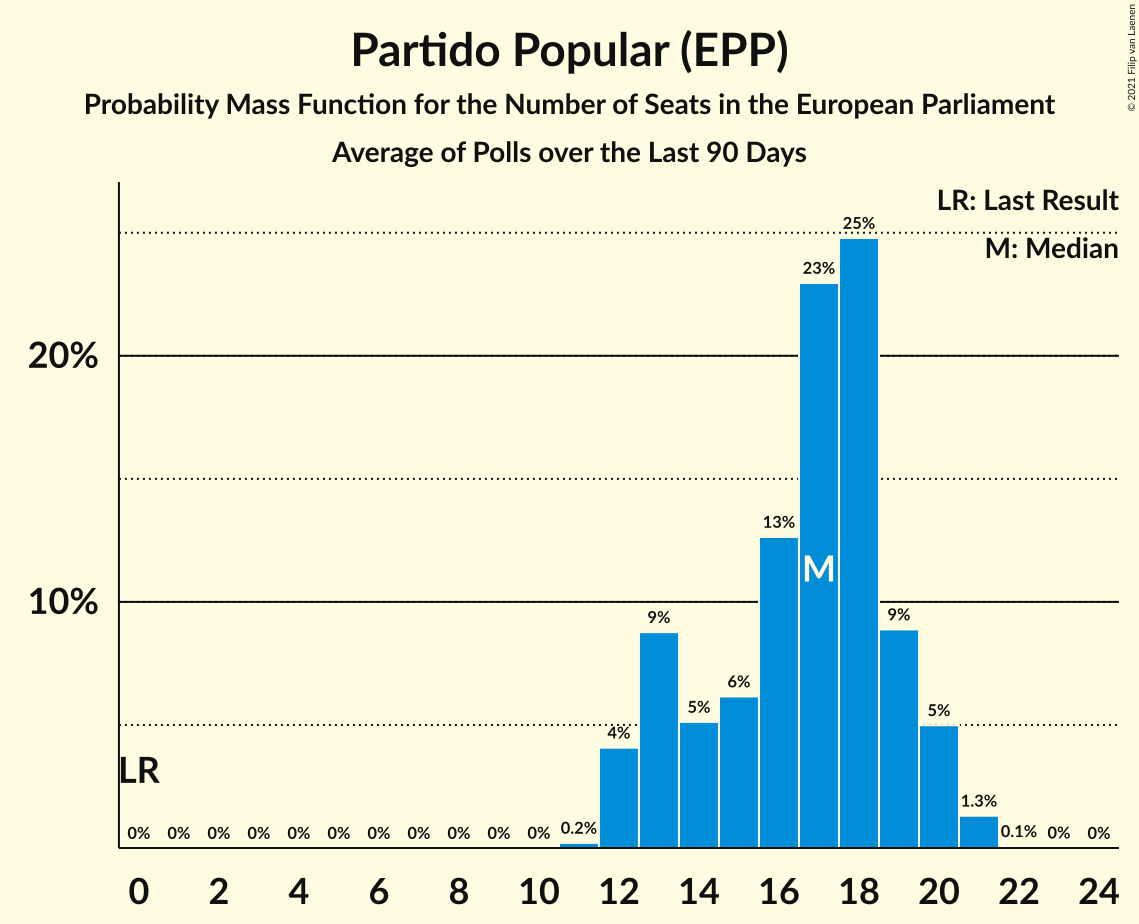 Partido Popular (EPP)
Probability Mass Function for the Number of Seats in the European Parliament
Average of Polls over the Last 90 Days
© 2021 Filip van Laenen
LR: Last Result
M: Median
25%
23%
20%
13%
M
10%
9%
9%
6%
5%
5%
4%
LR
1.3%
0% 0% 0% 0% 0% 0% 0% 0% 0% 0% 0% 0.2% 0.1% 0% 0%
0 2 4 6 8 10 12 14 16 18 20 22 24